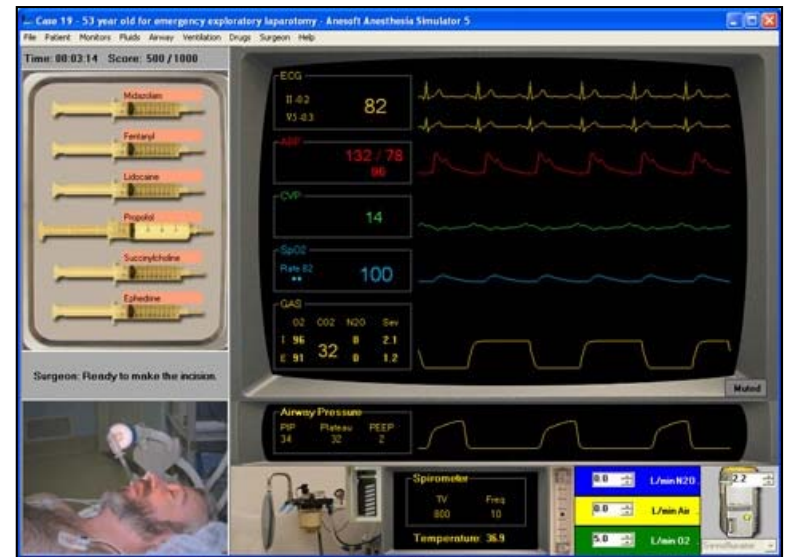 Case 19 - 53 year old for emergency exploratory laparotomy - Anesoft Anesthesia Simulator 5
File Patient Monitors Fluids Airway Ventilation Drugs Surgeon Help
Time: 00:03:14 Score: 500 / 1000
Midazolam
Fentanyl
Lidocaine
Propofol
Succinylcholine
Ephedrine
Surgeon: Ready to make the incision.
ECG
II -0.2
V5 -0.3
82
ABP
132 / 78
96
CVP
14
SpO2
Rate 82
**
100
GAS
O2 CO2 N2O Sev
I 96 0 2.1
32
E 91 0 1.2
Muted
Airway Pressure
PIP Plateau PEEP
34 32 2
Spirometer
TV Freq
800 10
Temperature: 36.9
0.0 L/min N2O
0.0 L/min Air
5.0 L/min O2
2.2